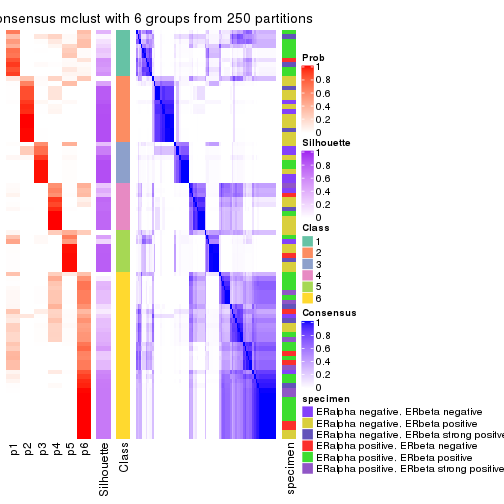 onsensus mclust with 6 groups from 250 partitions
Prob
1
0.8
0.6
0.4
0.2
0
Silhouette
1
0.8
0.6
0.4
0.2
0
Class
1
2
3
4
5
6
Consensus
1
0.8
0.6
0.4
0.2
0
specimen
ERalpha negative. ERbeta negative
ERalpha negative. ERbeta positive
ERalpha negative. ERbeta strong positive
ERalpha positive. ERbeta negative
ERalpha positive. ERbeta positive
ERalpha positive. ERbeta strong positive
p1
p2
p3
p4
p5
p6
Silhouette
Class
specimen